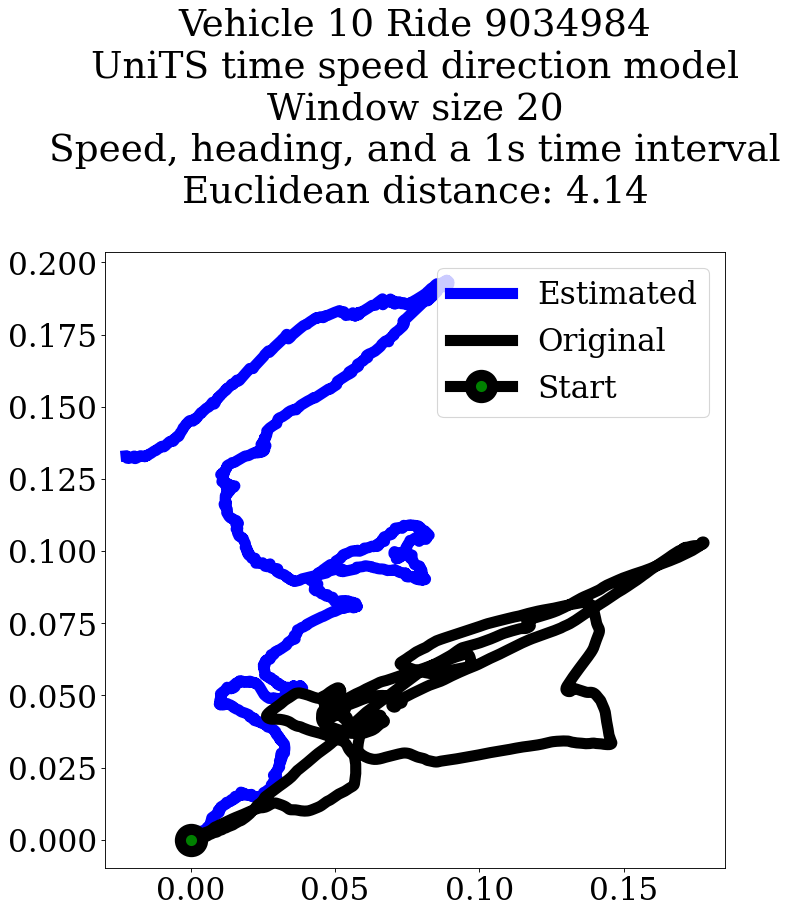 Vehicle 10 Ride 9034984
UniTS time speed direction model
Window size 20
Speed, heading, and a 1s time interval
Euclidean distance: 4.14
0.200
0.175
0.150
0.125
0.100
0.075
0.050
0.025
0.000
Estimated
Original
Start
0.00 0.05 0.10 0.15